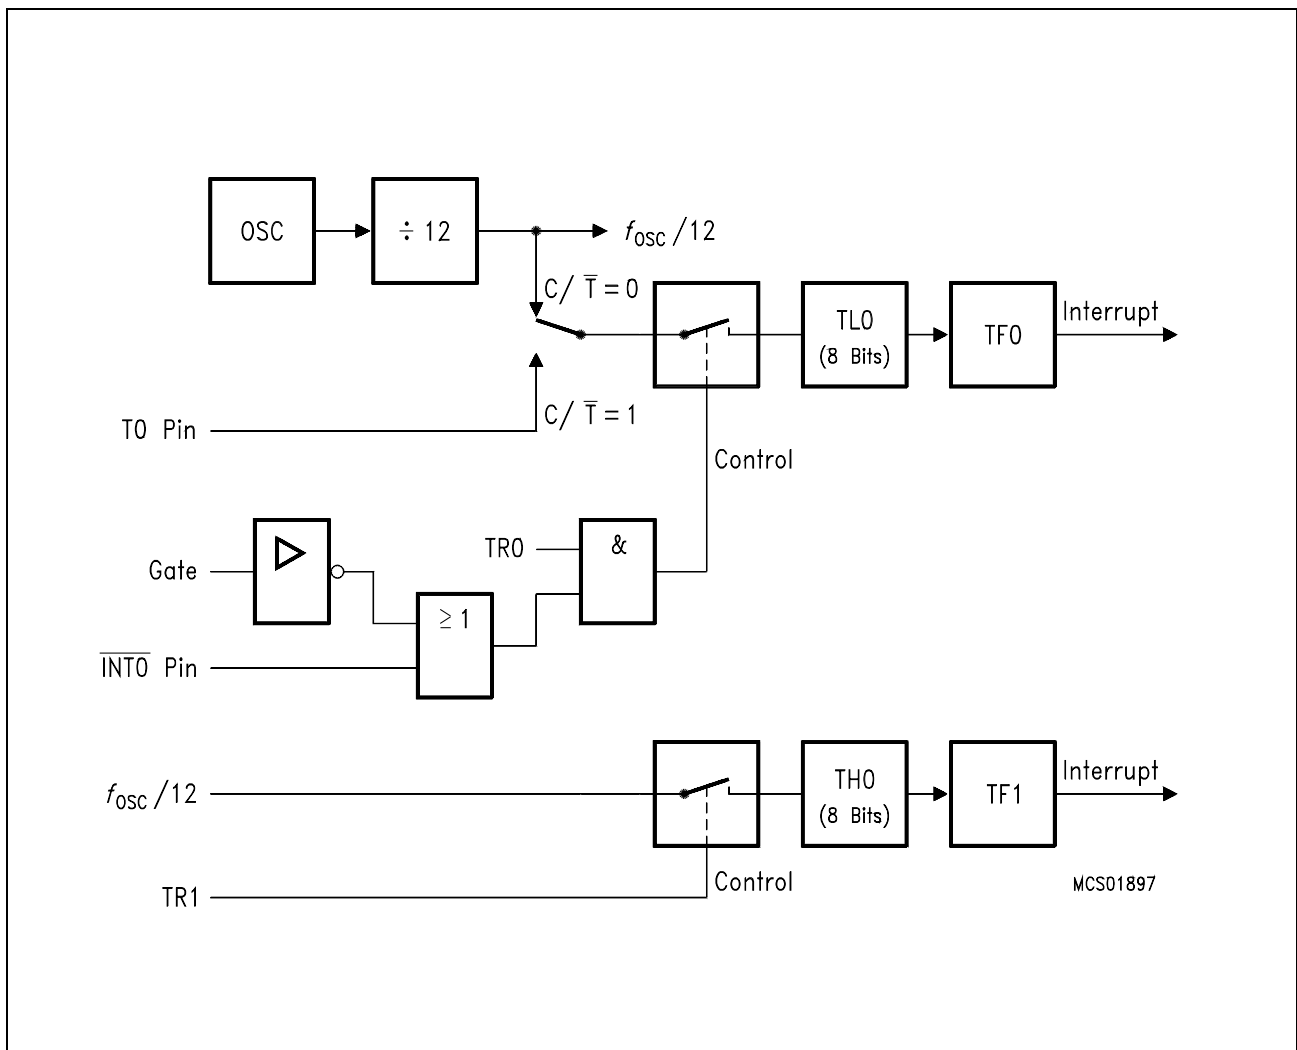 OSC
÷ 12
fOSC /12
C/ T̅ = 0
TL0
(8 Bits)
TF0
Interrupt
C/ T̅ = 1
T0 Pin
Control
TR0
&
Gate
≥ 1
I̅N̅T̅0̅ Pin
fOSC /12
TH0
(8 Bits)
TF1
Interrupt
Control
TR1
MCS01897